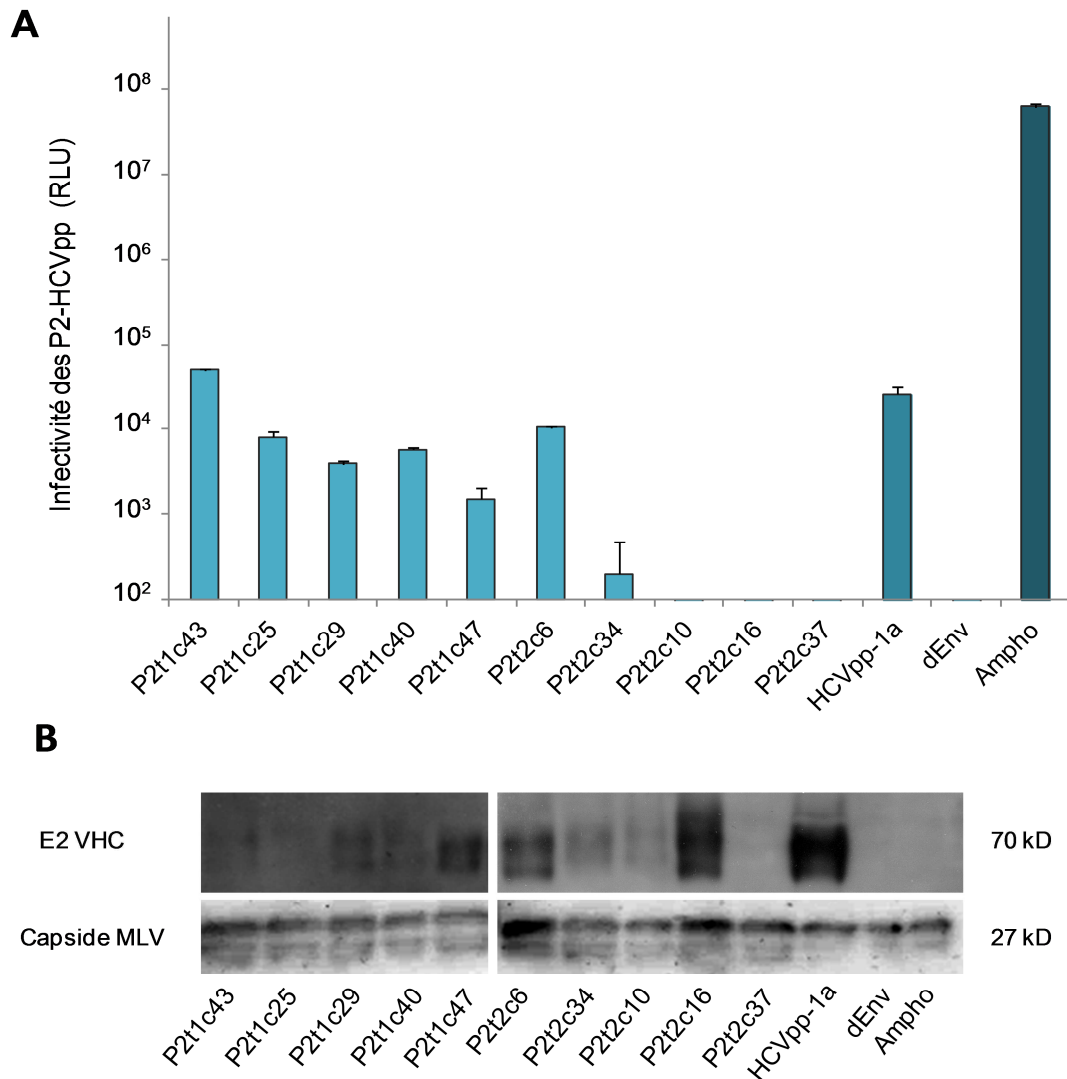 A
Infectivité des P2-HCVpp (RLU)
10⁸
10⁷
10⁶
10⁵
10⁴
10³
10²
P2t1c43
P2t1c25
P2t1c29
P2t1c40
P2t1c47
P2t2c6
P2t2c34
P2t2c10
P2t2c16
P2t2c37
HCVpp-1a
dEnv
Ampho
B
E2 VHC
70 kD
Capside MLV
27 kD
P2t1c43
P2t1c25
P2t1c29
P2t1c40
P2t1c47
P2t2c6
P2t2c34
P2t2c10
P2t2c16
P2t2c37
HCVpp-1a
dEnv
Ampho